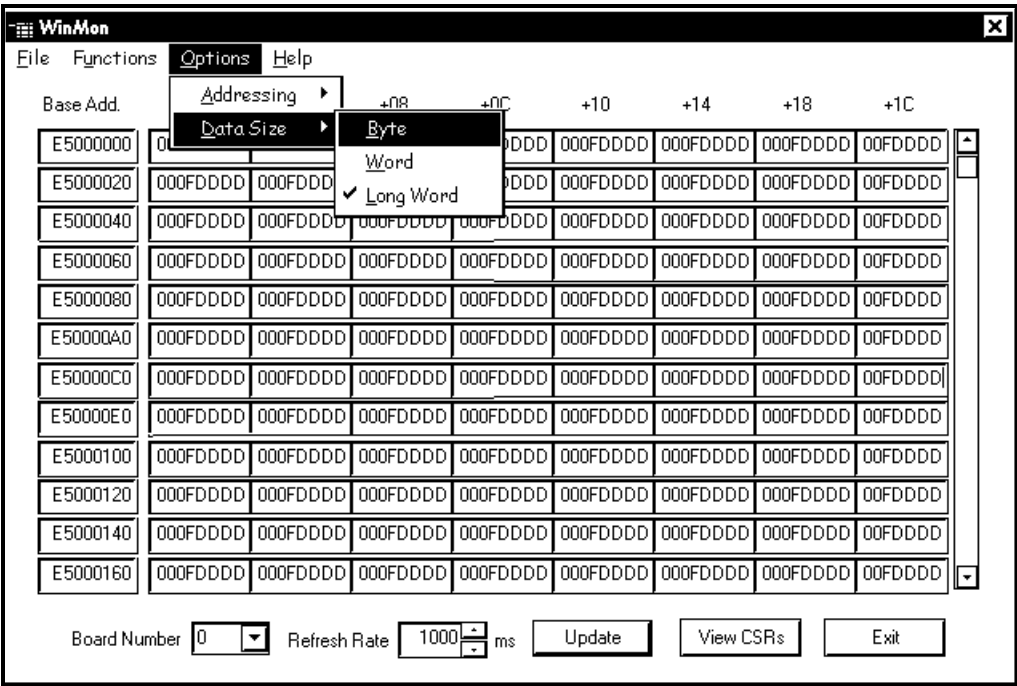 WinMon
File Functions Options Help
Addressing
Base Add. +08 +0C +10 +14 +18 +1C
Data Size Byte
E5000000 DDD 000FDDDD 000FDDDD 000FDDDD 00FDDDD
Word
E5000020 000FDDDD 000FDDD DDD 000FDDDD 000FDDDD 000FDDDD 00FDDDD
Long Word
E5000040 000FDDDD 000FDDDD 000FDDDD 000FDDDD 000FDDDD 000FDDDD 000FDDDD 00FDDDD
E5000060 000FDDDD 000FDDDD 000FDDDD 000FDDDD 000FDDDD 000FDDDD 000FDDDD 00FDDDD
E5000080 000FDDDD 000FDDDD 000FDDDD 000FDDDD 000FDDDD 000FDDDD 000FDDDD 00FDDDD
E50000A0 000FDDDD 000FDDDD 000FDDDD 000FDDDD 000FDDDD 000FDDDD 000FDDDD 00FDDDD
E50000C0 000FDDDD 000FDDDD 000FDDDD 000FDDDD 000FDDDD 000FDDDD 000FDDDD 00FDDDD
E50000E0 000FDDDD 000FDDDD 000FDDDD 000FDDDD 000FDDDD 000FDDDD 000FDDDD 00FDDDD
E5000100 000FDDDD 000FDDDD 000FDDDD 000FDDDD 000FDDDD 000FDDDD 000FDDDD 00FDDDD
E5000120 000FDDDD 000FDDDD 000FDDDD 000FDDDD 000FDDDD 000FDDDD 000FDDDD 00FDDDD
E5000140 000FDDDD 000FDDDD 000FDDDD 000FDDDD 000FDDDD 000FDDDD 000FDDDD 00FDDDD
E5000160 000FDDDD 000FDDDD 000FDDDD 000FDDDD 000FDDDD 000FDDDD 000FDDDD 00FDDDD
Board Number 0 Refresh Rate 1000 ms Update View CSRs Exit